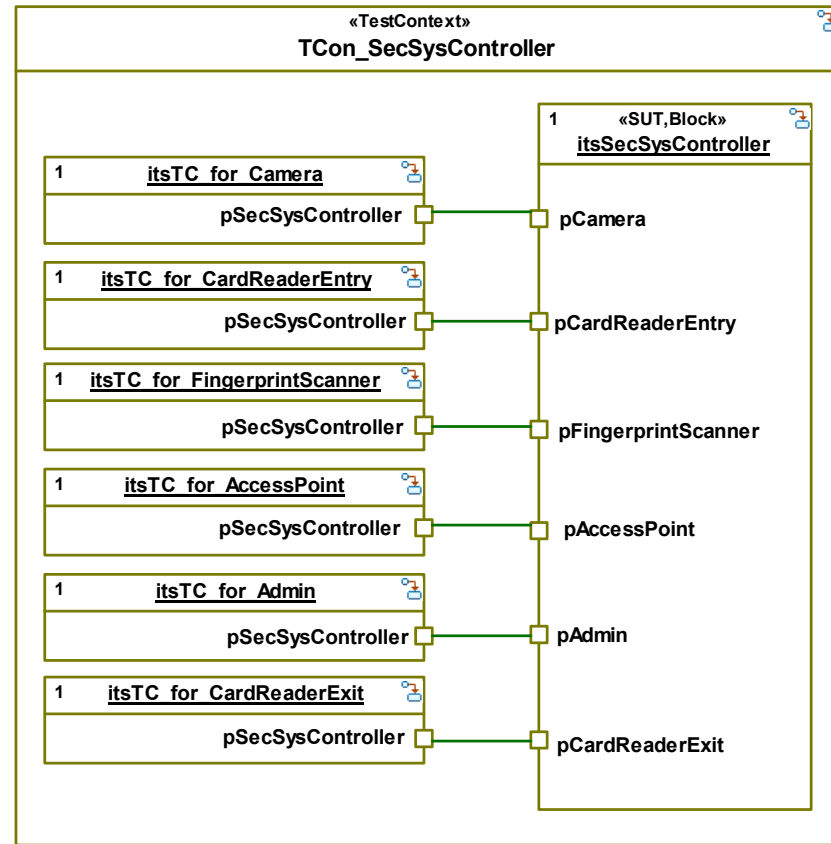 «TestContext»
TCon_SecSysController
1 «SUT,Block»
itsSecSysController
1 itsTC_for_Camera
pSecSysController
pCamera
1 itsTC_for_CardReaderEntry
pSecSysController
pCardReaderEntry
1 itsTC_for_FingerprintScanner
pSecSysController
pFingerprintScanner
1 itsTC_for_AccessPoint
pSecSysController
pAccessPoint
1 itsTC_for_Admin
pSecSysController
pAdmin
1 itsTC_for_CardReaderExit
pSecSysController
pCardReaderExit